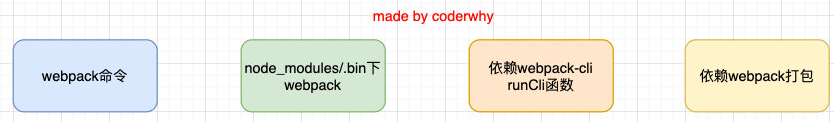 made by coderwhy
webpack命令
node_modules/.bin下
webpack
依赖webpack-cli
runCli函数
依赖webpack打包